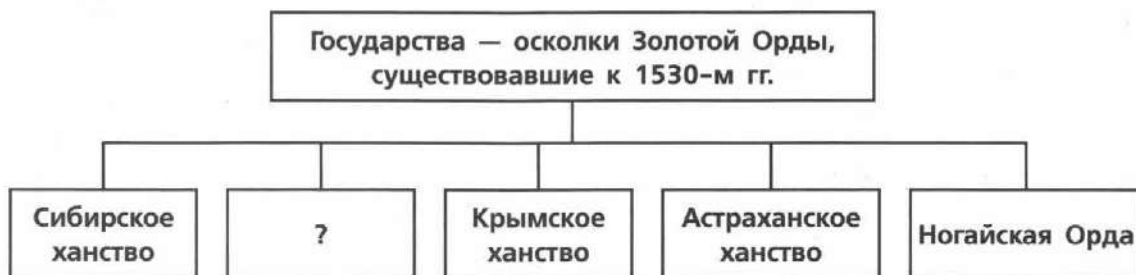 Государства — осколки Золотой Орды,
существовавшие к 1530-м гг.
Сибирское
ханство
?
Крымское
ханство
Астраханское
ханство
Ногайская Орда